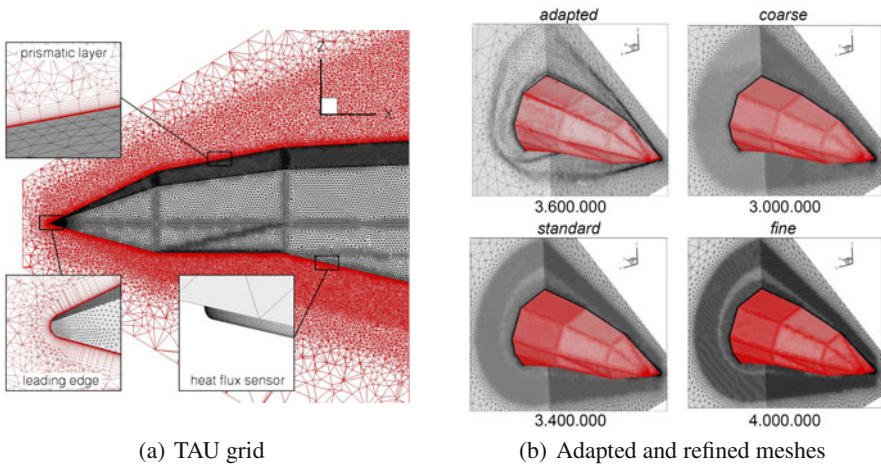 prismatic layer
Z
X
leading edge
heat flux sensor
(a) TAU grid
adapted
coarse
3.600.000
3.000.000
standard
fine
3.400.000
4.000.000
(b) Adapted and refined meshes